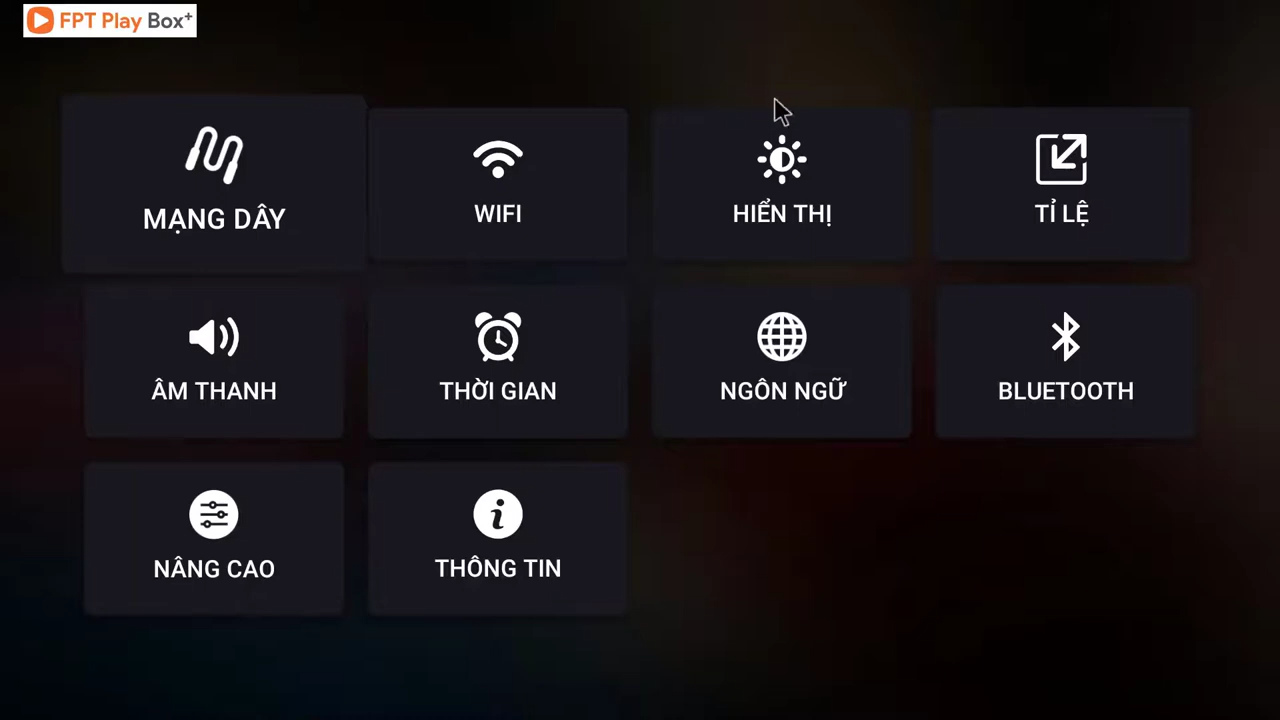 FPT Play Box+
MẠNG DÂY
WIFI
HIỂN THỊ
TỈ LỆ
ÂM THANH
THỜI GIAN
NGÔN NGỮ
BLUETOOTH
NÂNG CAO
THÔNG TIN